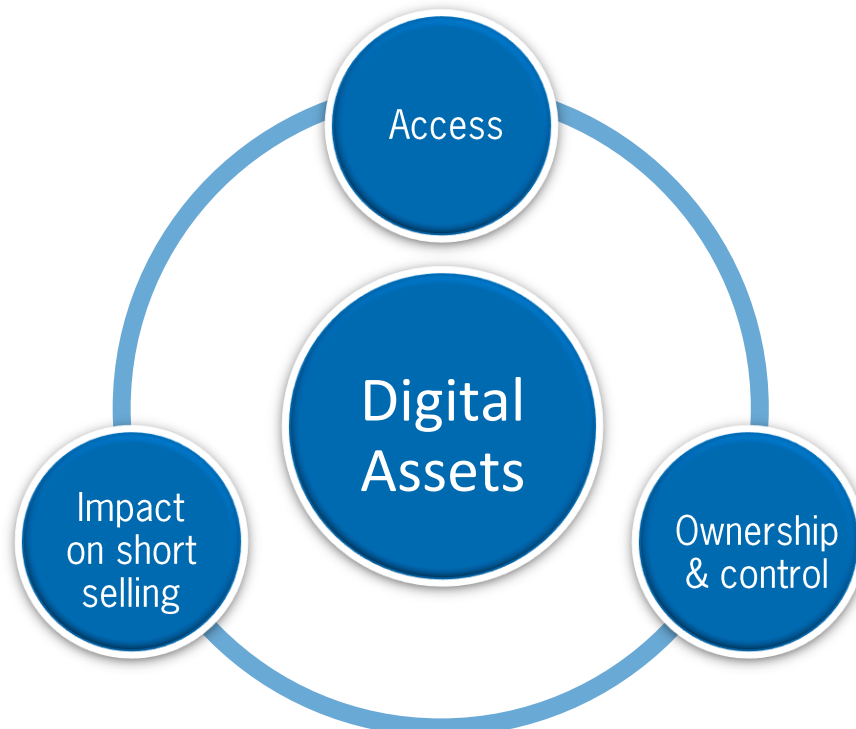 Access
Digital
Assets
Impact
on short
selling
Ownership
& control